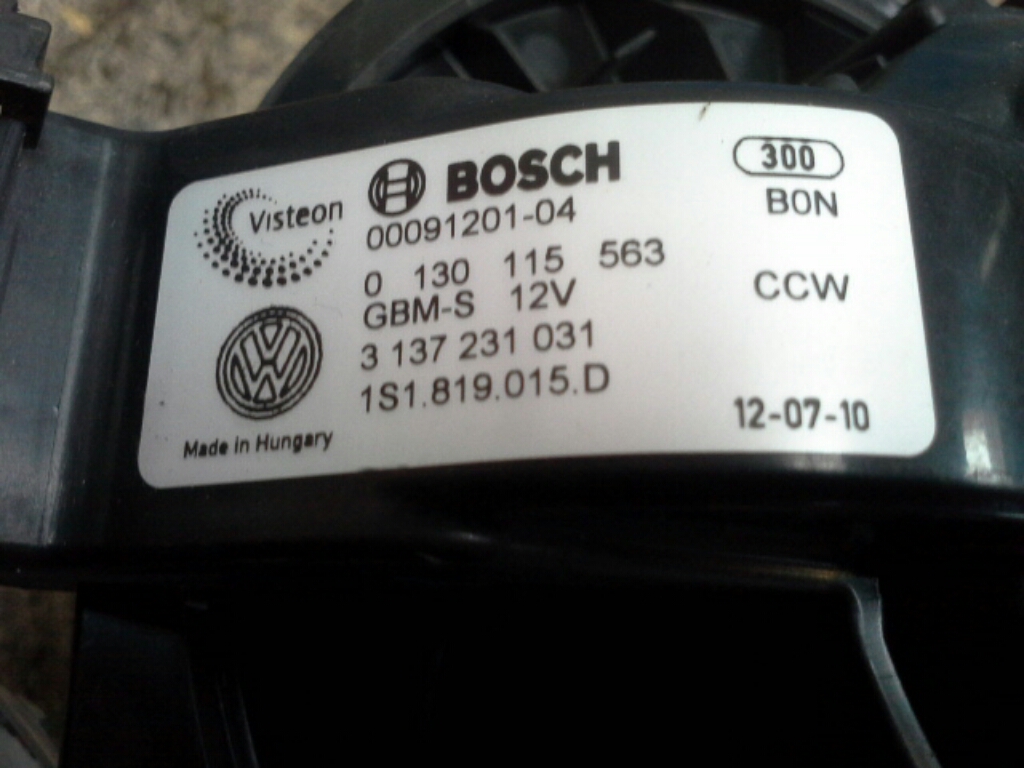 Visteon
BOSCH
00091201-04
0 130 115 563
GBM-S 12V
3 137 231 031
1S1.819.015.D
Made in Hungary
300
B0N
CCW
12-07-10